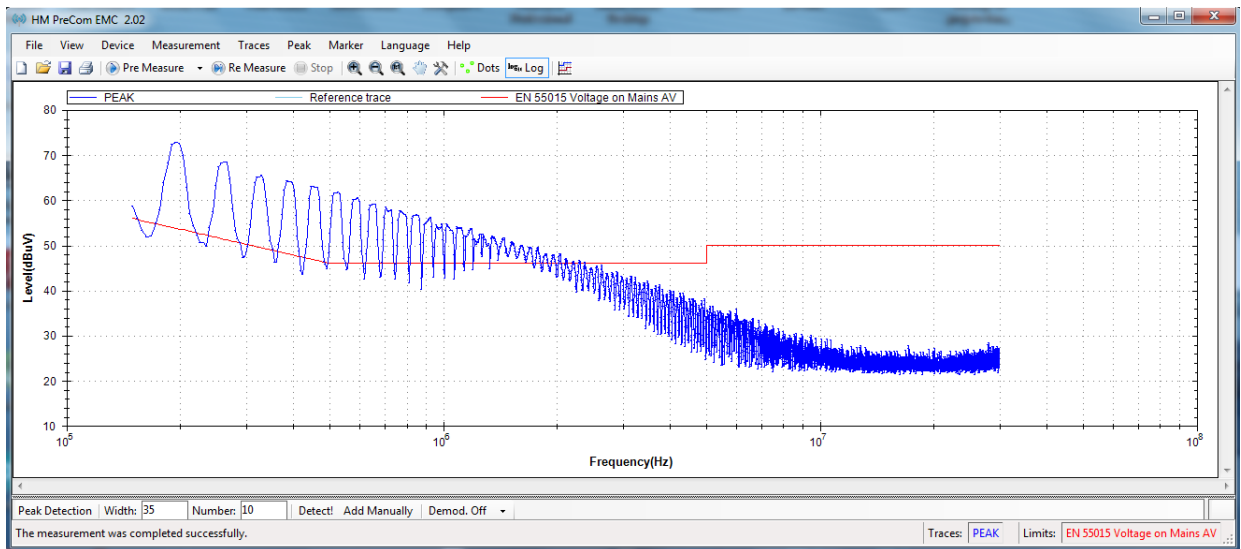 HM PreCom EMC 2.02
File View Device Measurement Traces Peak Marker Language Help
Pre Measure Re Measure Stop Dots Log
PEAK Reference trace EN 55015 Voltage on Mains AV
80
70
60
50
40
30
20
10
Level(dBuV)
10^5 10^6 10^7 10^8
Frequency(Hz)
Peak Detection Width: 35 Number: 10 Detect! Add Manually Demod. Off
The measurement was completed successfully. Traces: PEAK Limits: EN 55015 Voltage on Mains AV